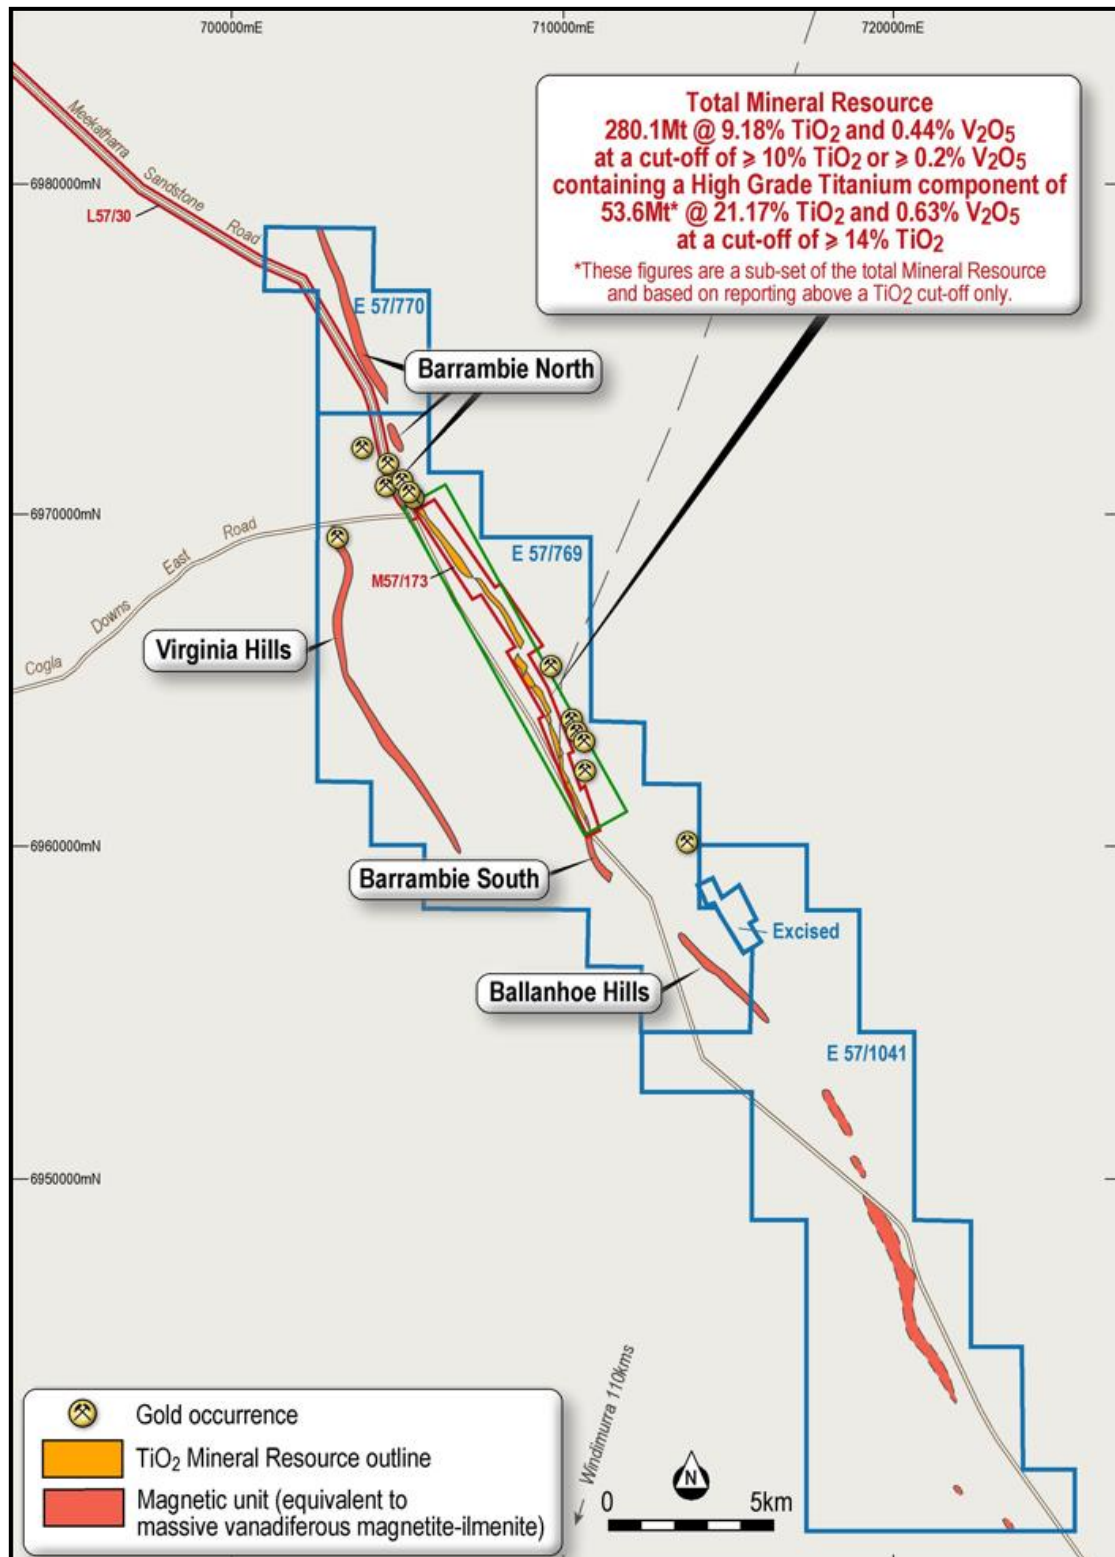 700000mE
710000mE
720000mE
Total Mineral Resource
280.1Mt @ 9.18% TiO₂ and 0.44% V₂O₅
at a cut-off of ⩾ 10% TiO₂ or ⩾ 0.2% V₂O₅
containing a High Grade Titanium component of
53.6Mt* @ 21.17% TiO₂ and 0.63% V₂O₅
at a cut-off of ⩾ 14% TiO₂
*These figures are a sub-set of the total Mineral Resource
and based on reporting above a TiO₂ cut-off only.
Meekatharra Sandstone Road
6980000mN
L57/30
E 57/770
Barrambie North
6970000mN
Cogla Downs East Road
E 57/769
M57/173
Virginia Hills
6960000mN
Barrambie South
Excised
Ballanhoe Hills
E 57/1041
6950000mN
Windimurra 110kms
Gold occurrence
TiO₂ Mineral Resource outline
Magnetic unit (equivalent to
massive vanadiferous magnetite-ilmenite)
N
0 5km